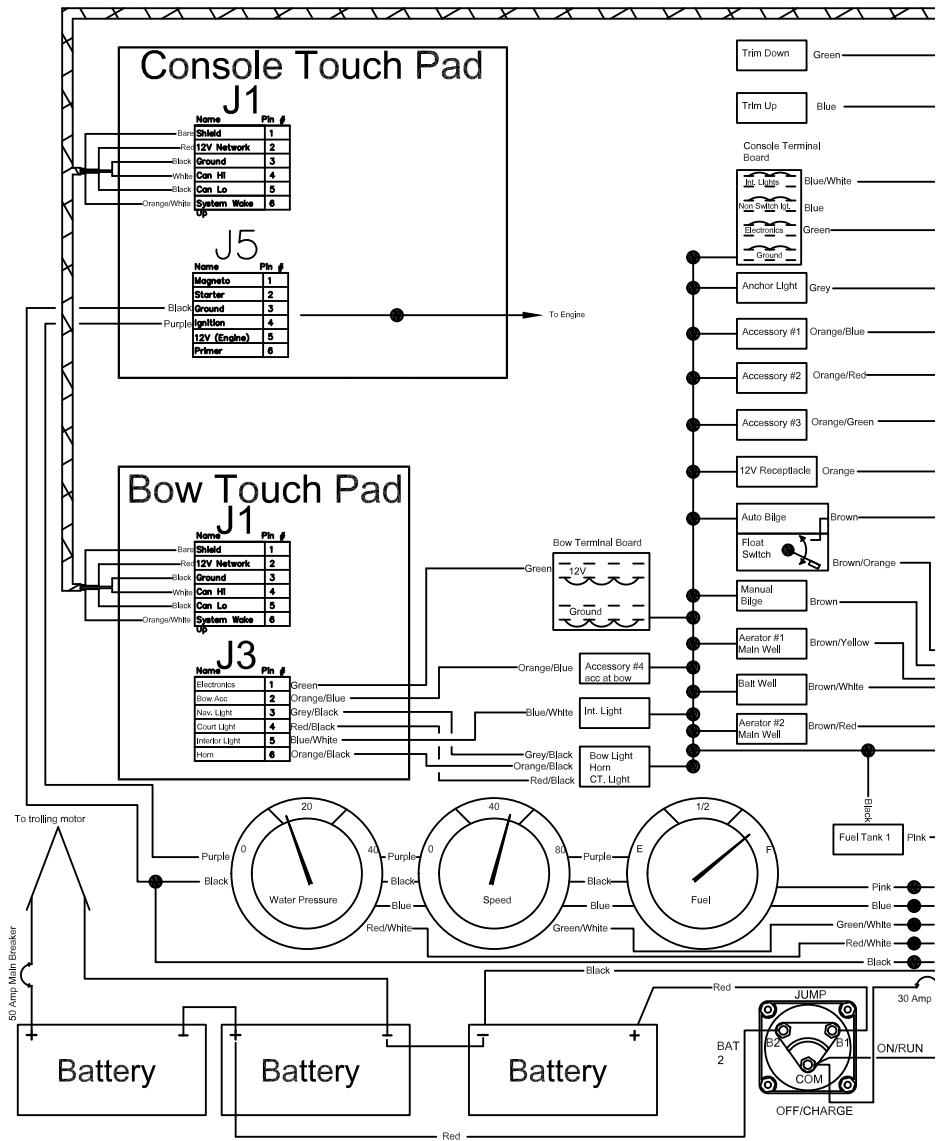 Console Touch Pad
J1
Name Pin #
Bare Shield 1
Red 12V Network 2
Black Ground 3
White Can Hi 4
Black Can Lo 5
Orange/White System Wake 6
Up
J5
Name Pin #
Magneto 1
Starter 2
Black Ground 3
Purple Ignition 4
12V (Engine) 5
Primer 6
To Engine
Trim Down Green
Trim Up Blue
Console Terminal
Board
Int. Lights Blue/White
Non Switch Igt. Blue
Electronics Green
Ground
Anchor Light Grey
Accessory #1 Orange/Blue
Accessory #2 Orange/Red
Accessory #3 Orange/Green
12V Receptlacle Orange
Auto Bilge Brown
Float
Switch
Brown/Orange
Manual
Bilge
Brown
Aerator #1
Main Well
Brown/Yellow
Bait Well Brown/White
Aerator #2
Main Well
Brown/Red
Black
Fuel Tank 1 Pink
Bow Touch Pad
J1
Name Pin #
Bare Shield 1
Red 12V Network 2
Black Ground 3
White Can Hi 4
Black Can Lo 5
Orange/White System Wake 6
Up
J3
Name Pin #
Electronics 1 Green
Bow Acc 2 Orange/Blue
Nav. Light 3 Grey/Black
Court Light 4 Red/Black
Interior Light 5 Blue/White
Horn 6 Orange/Black
Bow Terminal Board
Green 12V
Ground
Orange/Blue Accessory #4
acc at bow
Blue/White Int. Light
Grey/Black Bow Light
Orange/Black Horn
Red/Black CT. Light
To trolling motor
20
0 40
Water Pressure
40
0 80
Speed
1/2
E F
Fuel
Purple Purple Purple
Black Black Black
Blue Blue
Red/White Green/White
Pink
Blue
Green/White
Red/White
Black
50 Amp Main Breaker
Black
Red
30 Amp
+ -
Battery
+ -
Battery
- +
Battery
JUMP
BAT
2
B2 B1
COM
ON/RUN
OFF/CHARGE
Red